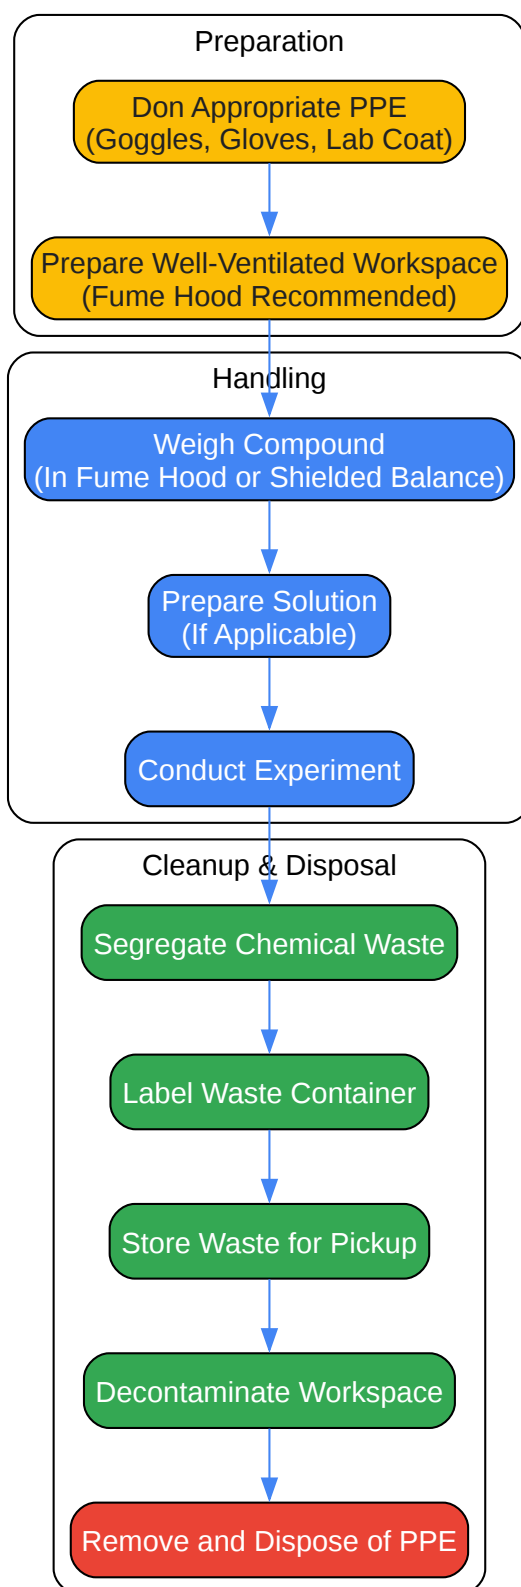 Preparation
Don Appropriate PPE
(Goggles, Gloves, Lab Coat)
Prepare Well-Ventilated Workspace
(Fume Hood Recommended)
Handling
Weigh Compound
(In Fume Hood or Shielded Balance)
Prepare Solution
(If Applicable)
Conduct Experiment
Cleanup & Disposal
Segregate Chemical Waste
Label Waste Container
Store Waste for Pickup
Decontaminate Workspace
Remove and Dispose of PPE